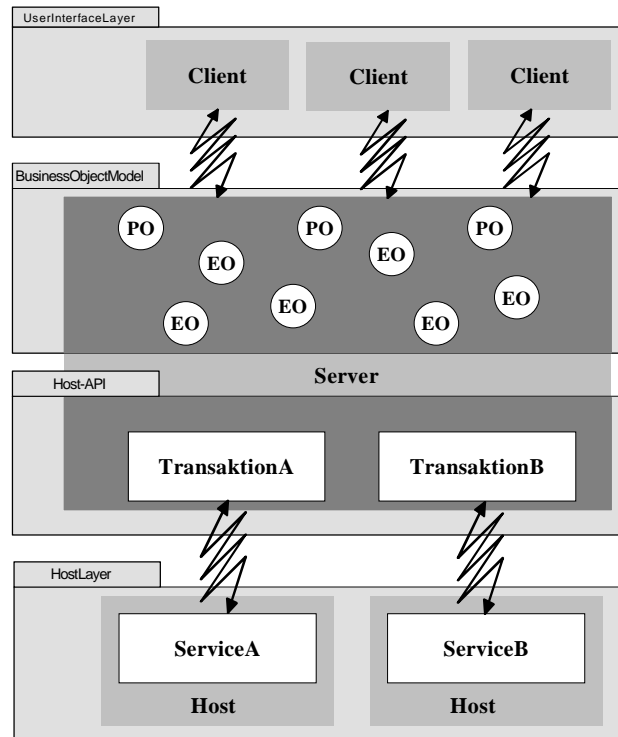 UserInterfaceLayer
Client
Client
Client
BusinessObjectModel
PO
PO
PO
EO
EO
EO
EO
EO
EO
Server
Host-API
TransaktionA
TransaktionB
HostLayer
ServiceA
ServiceB
Host
Host